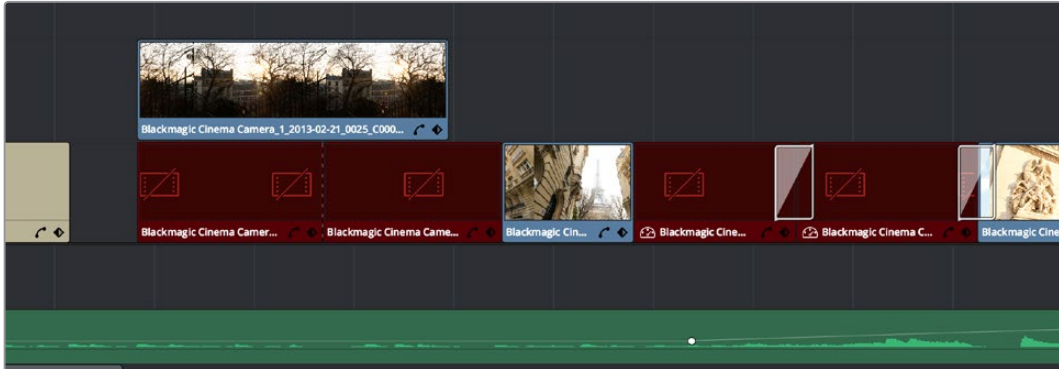 Blackmagic Cinema Camera_1_2013-02-21_0025_C000...
Blackmagic Cinema Camer...
Blackmagic Cinema Came...
Blackmagic Cin...
Blackmagic Cine...
Blackmagic Cinema C...
Blackmagic Cine